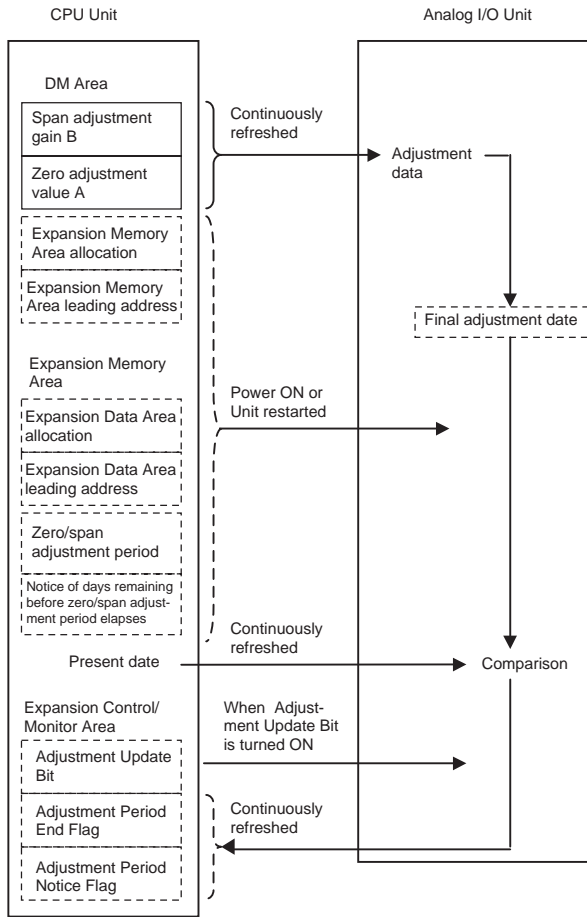 CPU Unit
Analog I/O Unit
DM Area
Span adjustment
gain B
Zero adjustment
value A
Continuously
refreshed
Adjustment
data
Expansion Memory
Area allocation
Expansion Memory
Area leading address
Final adjustment date
Expansion Memory
Area
Expansion Data Area
allocation
Expansion Data Area
leading address
Zero/span
adjustment period
Notice of days remaining
before zero/span adjust-
ment period elapses
Power ON or
Unit restarted
Present date
Continuously
refreshed
Comparison
Expansion Control/
Monitor Area
When Adjust-
ment Update Bit
is turned ON
Adjustment Update
Bit
Adjustment Period
End Flag
Adjustment Period
Notice Flag
Continuously
refreshed